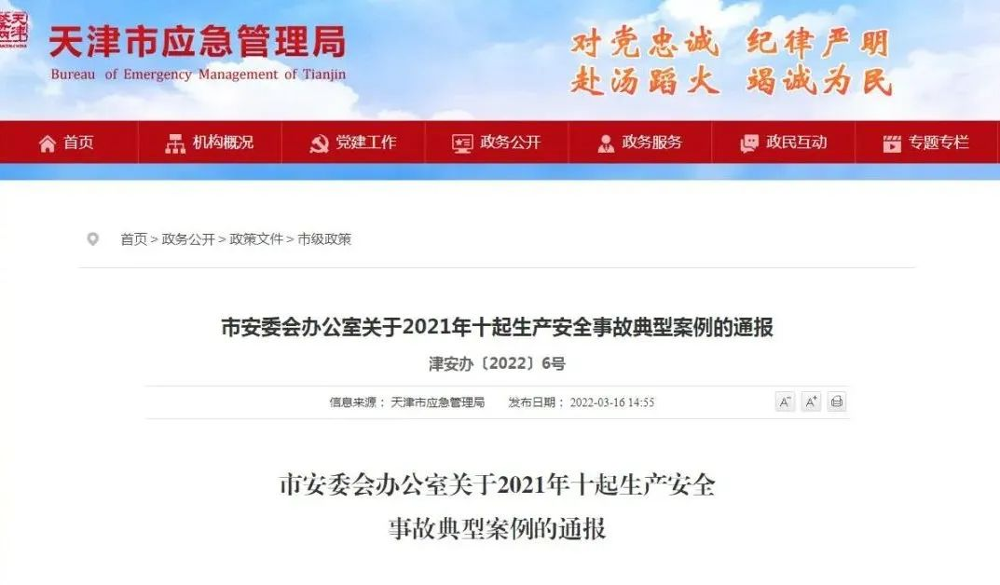 天津市应急管理局
Bureau of Emergency Management of Tianjin
对党忠诚 纪律严明
赴汤蹈火 竭诚为民
首页 机构概况 党建工作 政务公开 政务服务 政民互动 专题专栏
首页 > 政务公开 > 政策文件 > 市级政策
市安委会办公室关于2021年十起生产安全事故典型案例的通报
津安办〔2022〕6号
信息来源： 天津市应急管理局 发布日期： 2022-03-16 14:55 A- A+
市安委会办公室关于2021年十起生产安全
事故典型案例的通报